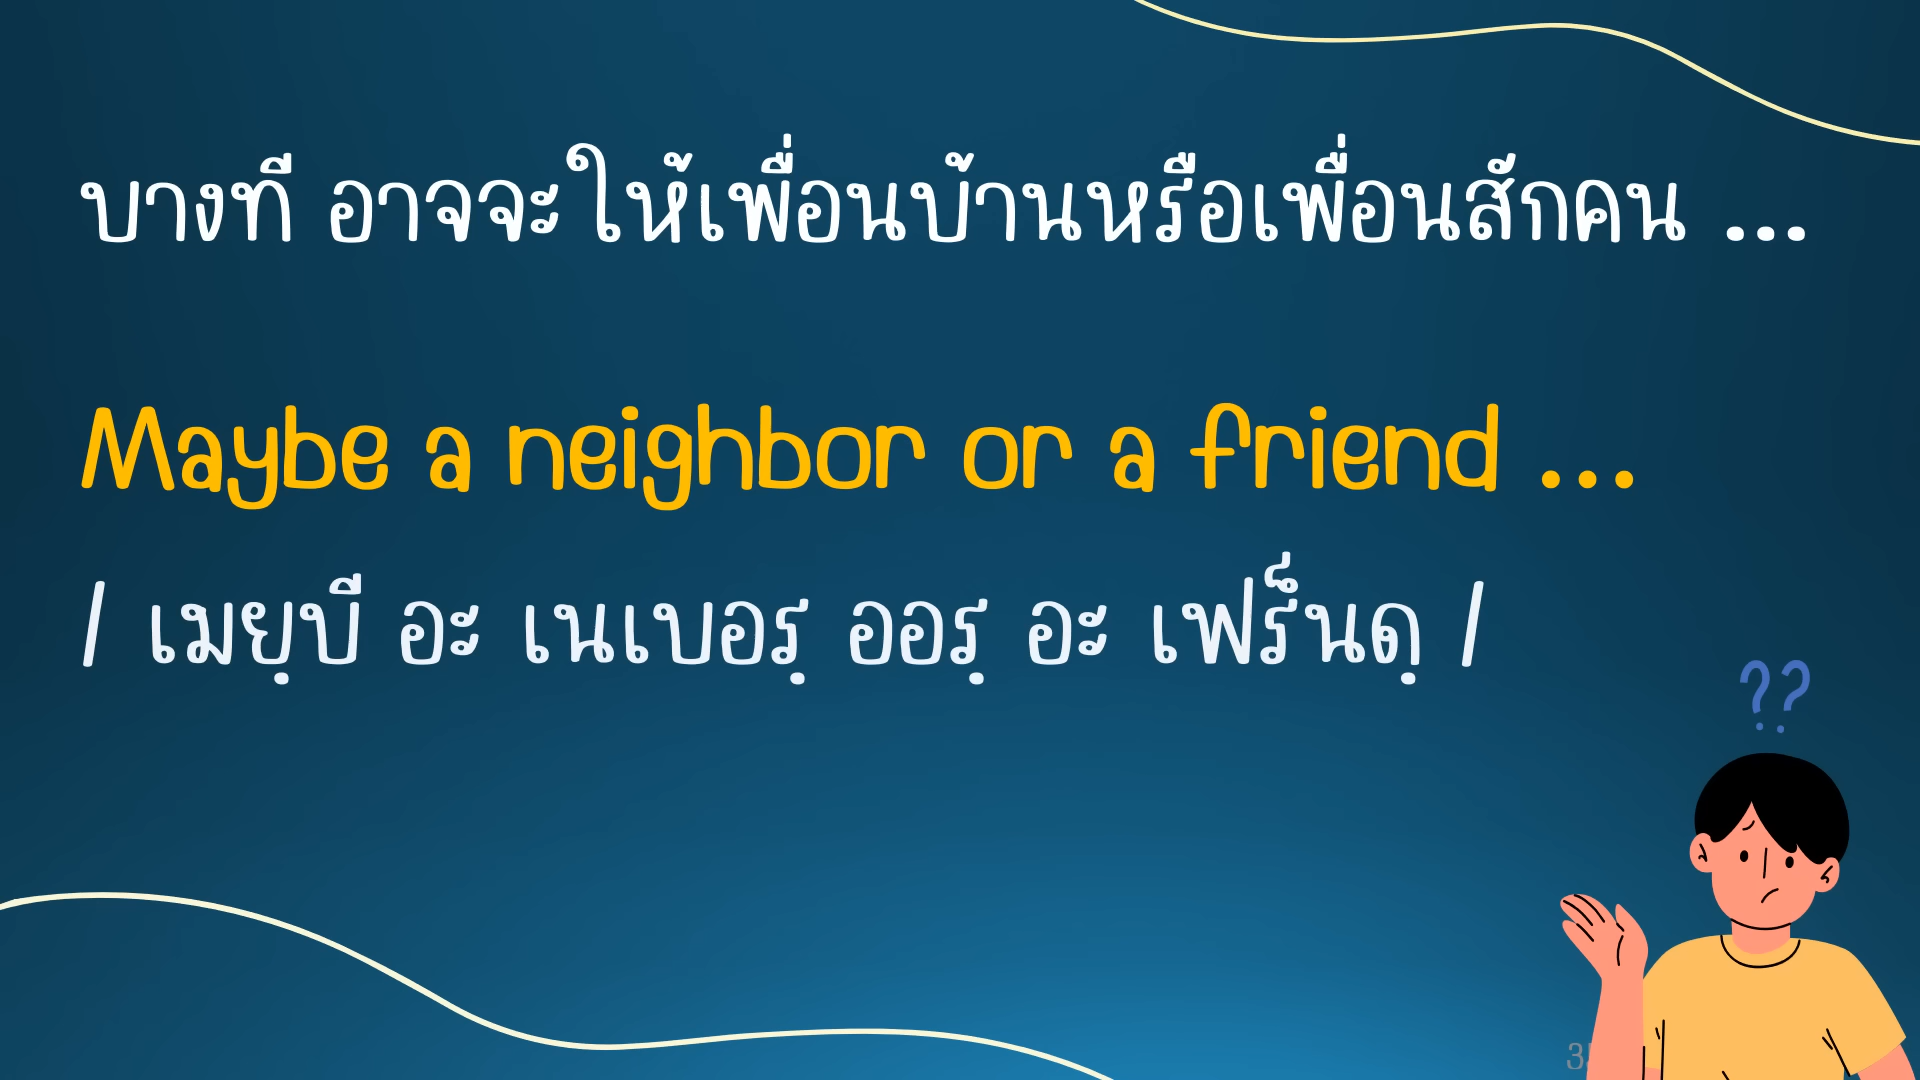 บางที อาจจะให้เพื่อนบ้านหรือเพื่อนสักคน ...
Maybe a neighbor or a friend ...
/ เมยฺบี อะ เนเบอรฺ ออรฺ อะ เฟร็นดฺ /
??